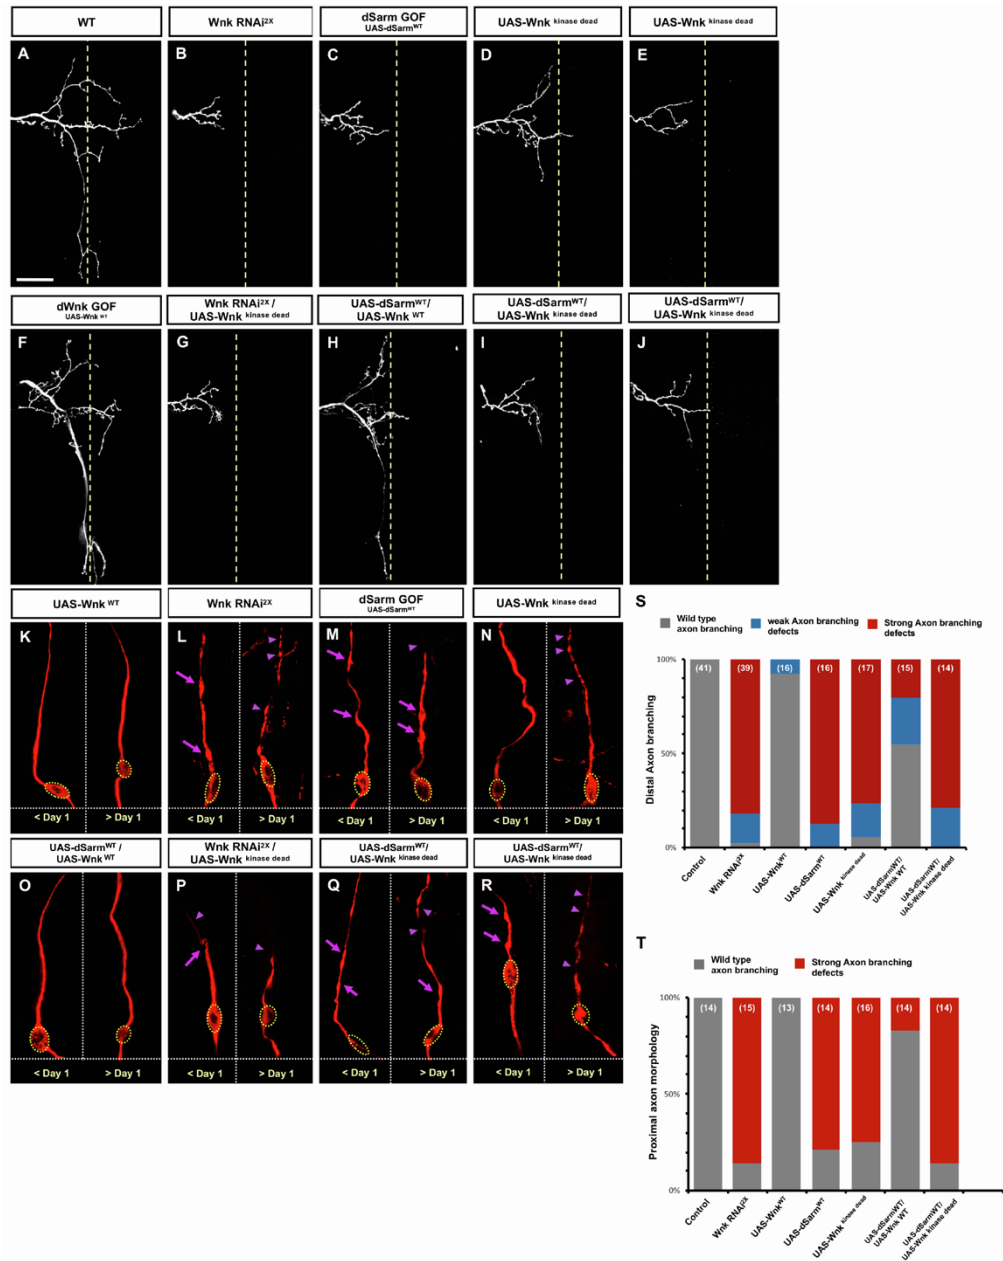 WT
Wnk RNAi2X
dSarm GOF
UAS-dSarmWT
UAS-Wnk kinase dead
UAS-Wnk kinase dead
A
B
C
D
E
dWnk GOF
UAS-Wnk WT
Wnk RNAi2X /
UAS-Wnk kinase dead
UAS-dSarmWT/
UAS-Wnk WT
UAS-dSarmWT/
UAS-Wnk kinase dead
UAS-dSarmWT/
UAS-Wnk kinase dead
F
G
H
I
J
UAS-Wnk WT
Wnk RNAi2X
dSarm GOF
UAS-dSarmWT
UAS-Wnk kinase dead
K
L
M
N
< Day 1
> Day 1
< Day 1
> Day 1
< Day 1
> Day 1
< Day 1
> Day 1
UAS-dSarmWT /
UAS-Wnk WT
Wnk RNAi2X
/
UAS-Wnk kinase dead
UAS-dSarmWT/
UAS-Wnk kinase dead
UAS-dSarmWT/
UAS-Wnk kinase dead
O
P
Q
R
< Day 1
> Day 1
< Day 1
> Day 1
< Day 1
> Day 1
< Day 1
> Day 1
S
Wild type
axon branching
weak Axon branching
defects
Strong Axon branching
defects
Distal Axon branching
100%
50%
0%
(41)
(39)
(16)
(16)
(17)
(15)
(14)
Control
Wnk RNAi2X
UAS-WnkWT
UAS-dSarmWT
UAS-Wnk kinase dead
UAS-dSarmWT/
UAS-Wnk WT
UAS-dSarmWT/
UAS-Wnk kinase dead
T
Wild type
axon branching
Strong Axon branching
defects
Proximal axon morphology
100%
50%
0%
(14)
(15)
(13)
(14)
(16)
(14)
(14)
Control
Wnk RNAi2X
UAS-WnkWT
UAS-dSarmWT
UAS-Wnk kinase dead
UAS-dSarmWT/
UAS-Wnk WT
UAS-dSarmWT/
UAS-Wnk kinase dead